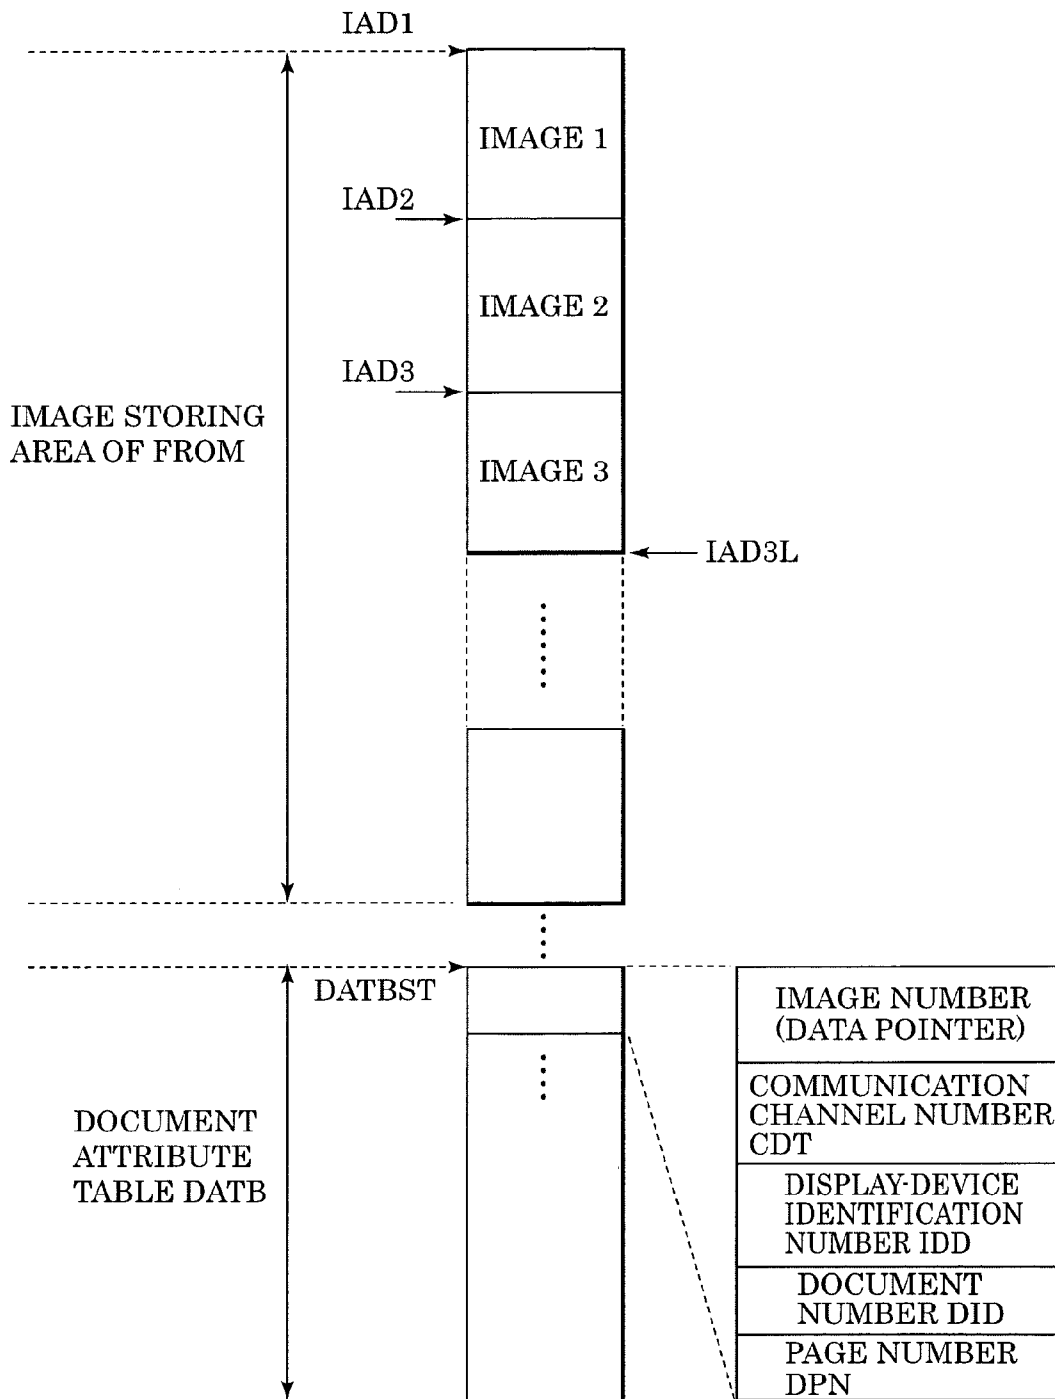 IAD1
IMAGE 1
IAD2
IMAGE 2
IAD3
IMAGE STORING
AREA OF FROM
IMAGE 3
IAD3L
DATBST
DOCUMENT
ATTRIBUTE
TABLE DATB
IMAGE NUMBER
(DATA POINTER)
COMMUNICATION
CHANNEL NUMBER
CDT
DISPLAY-DEVICE
IDENTIFICATION
NUMBER IDD
DOCUMENT
NUMBER DID
PAGE NUMBER
DPN